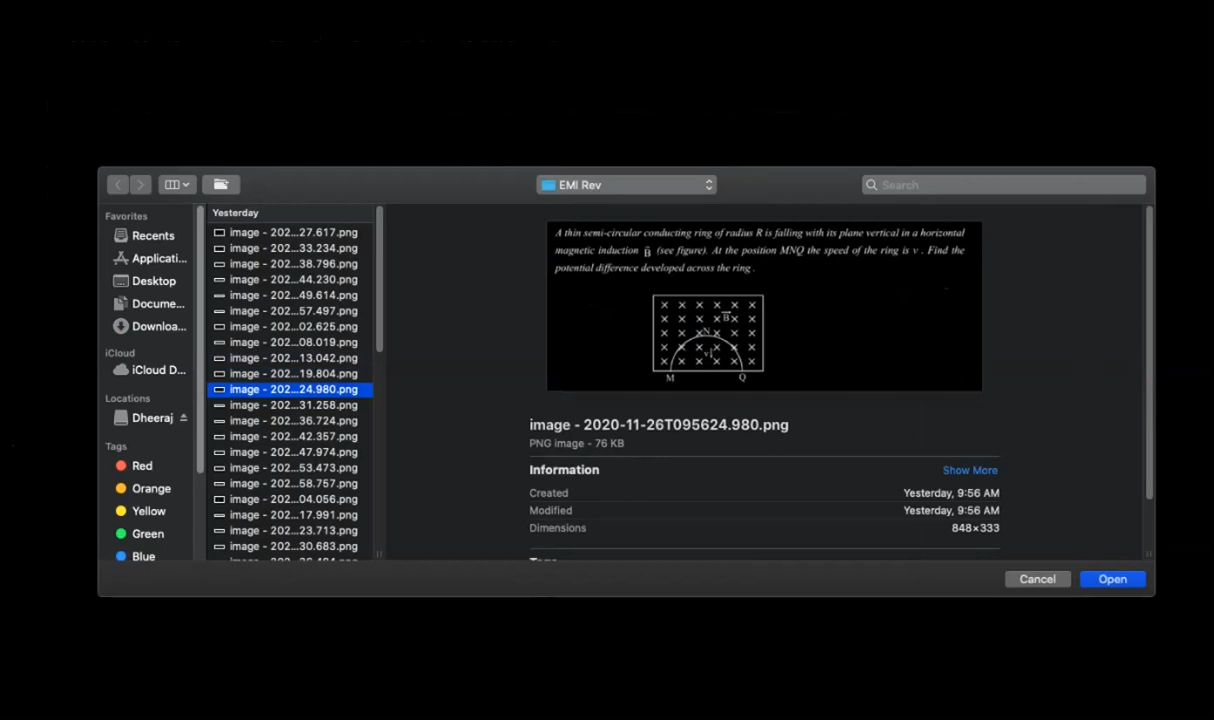 EMI Rev
Search
Favorites
Recents
Applicati...
Desktop
Docume...
Downloa...
iCloud
iCloud D...
Locations
Dheeraj
Tags
Red
Orange
Yellow
Green
Blue
Yesterday
image - 202...27.617.png
image - 202...33.234.png
image - 202...38.796.png
image - 202...44.230.png
image - 202...49.614.png
image - 202...57.497.png
image - 202...02.625.png
image - 202...08.019.png
image - 202...13.042.png
image - 202...19.804.png
image - 202...24.980.png
image - 202...31.258.png
image - 202...36.724.png
image - 202...42.357.png
image - 202...47.974.png
image - 202...53.473.png
image - 202...58.757.png
image - 202...04.056.png
image - 202...17.991.png
image - 202...23.713.png
image - 202...30.683.png
A thin semi-circular conducting ring of radius R is falling with its plane vertical in a horizontal
magnetic induction B⃗ (see figure). At the position MNQ the speed of the ring is v . Find the
potential difference developed across the ring .
B⃗
N
v
M Q
image - 2020-11-26T095624.980.png
PNG image - 76 KB
Information Show More
Created Yesterday, 9:56 AM
Modified Yesterday, 9:56 AM
Dimensions 848×333
Cancel Open